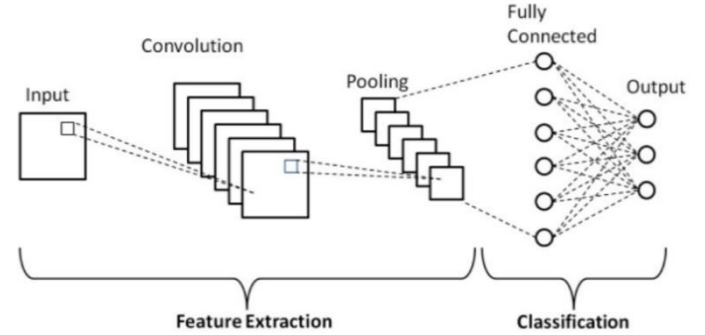 Fully
Connected
Convolution
Pooling
Output
Input
Feature Extraction
Classification